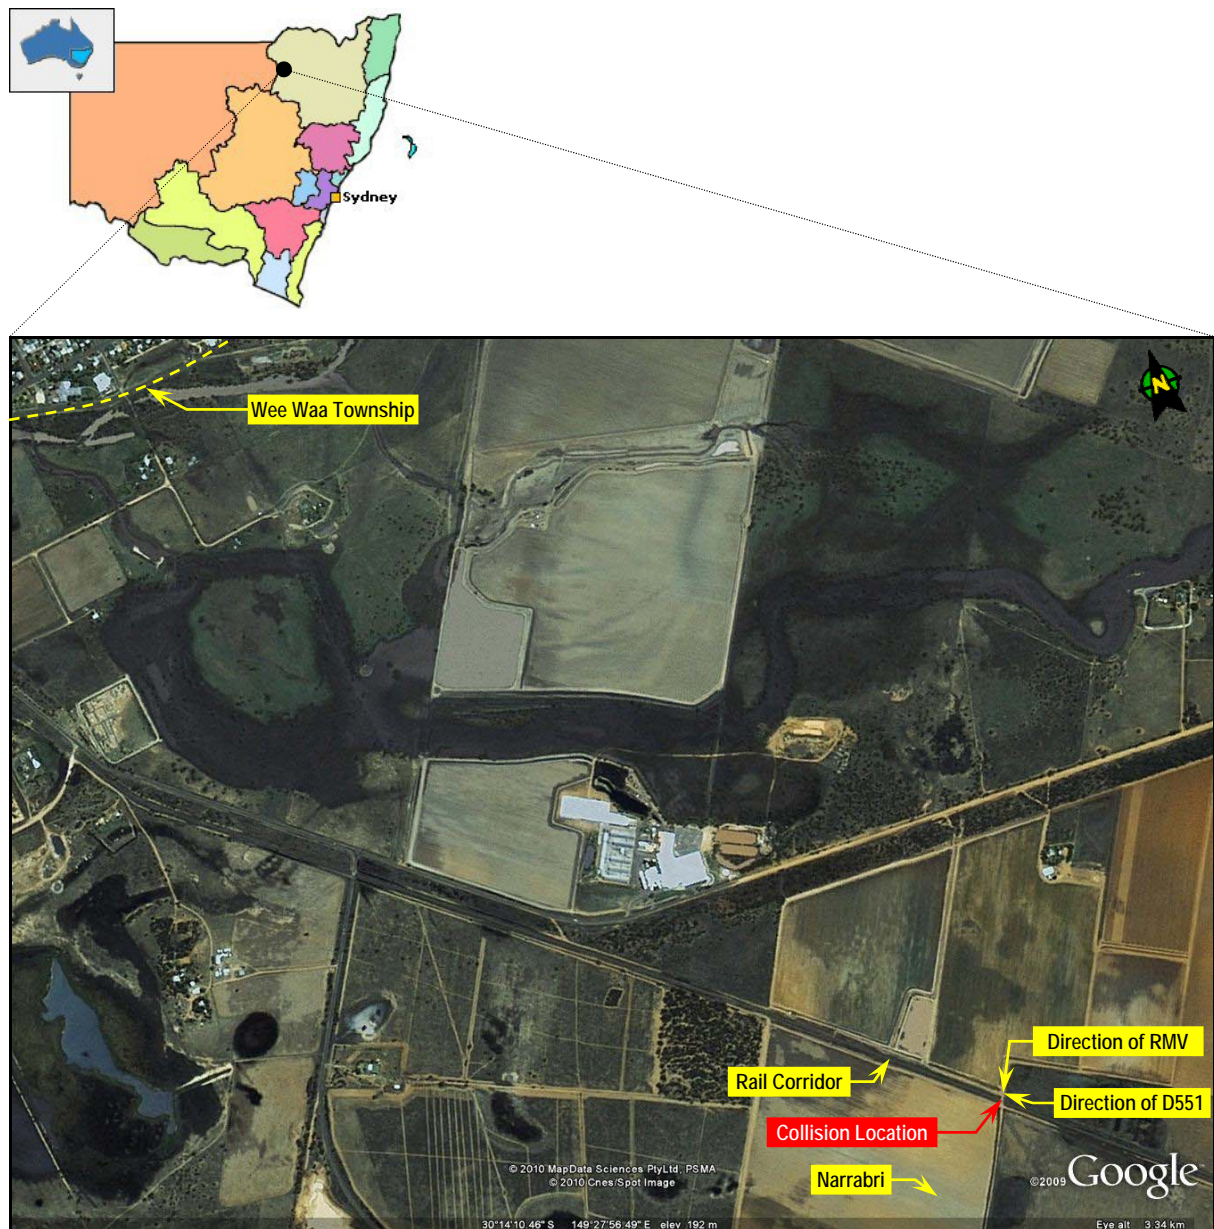 Sydney
N
Wee Waa Township
Direction of RMV
Rail Corridor
Direction of D551
Collision Location
Narrabri
© 2010 MapData Sciences PtyLtd, PSMA
© 2010 Cnes/Spot Image
©2009 Google
30°14'10.46" S 149°27'56.49" E elev 192 m
Eye alt 3.34 km